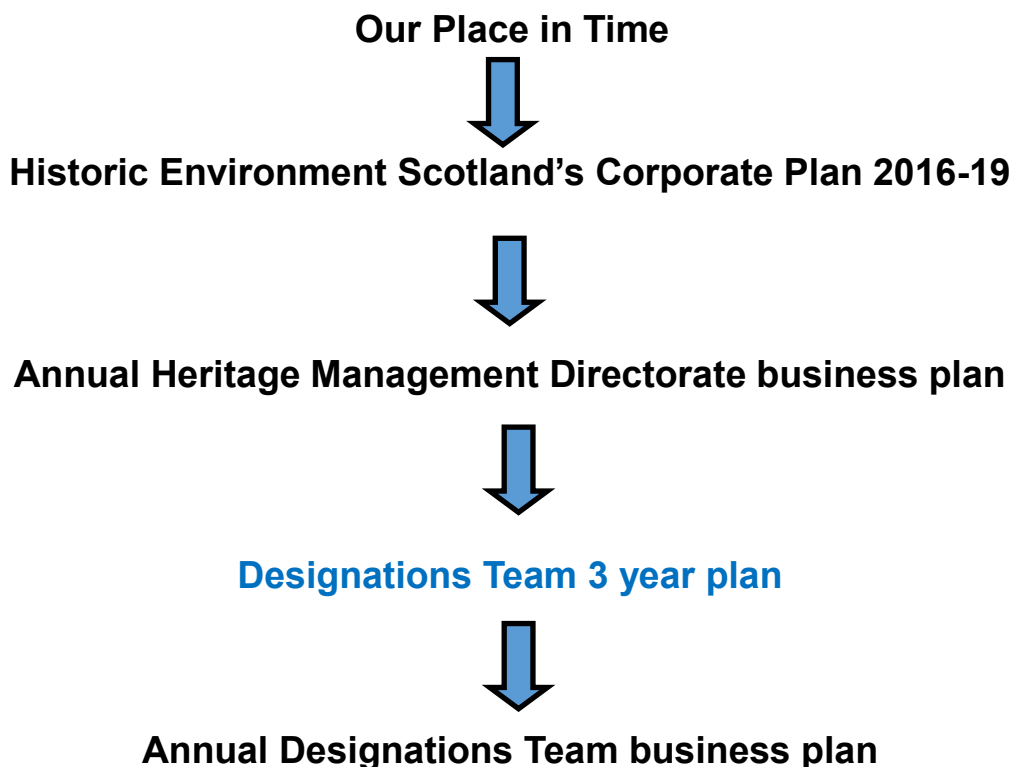 Our Place in Time
Historic Environment Scotland’s Corporate Plan 2016-19
Annual Heritage Management Directorate business plan
Designations Team 3 year plan
Annual Designations Team business plan